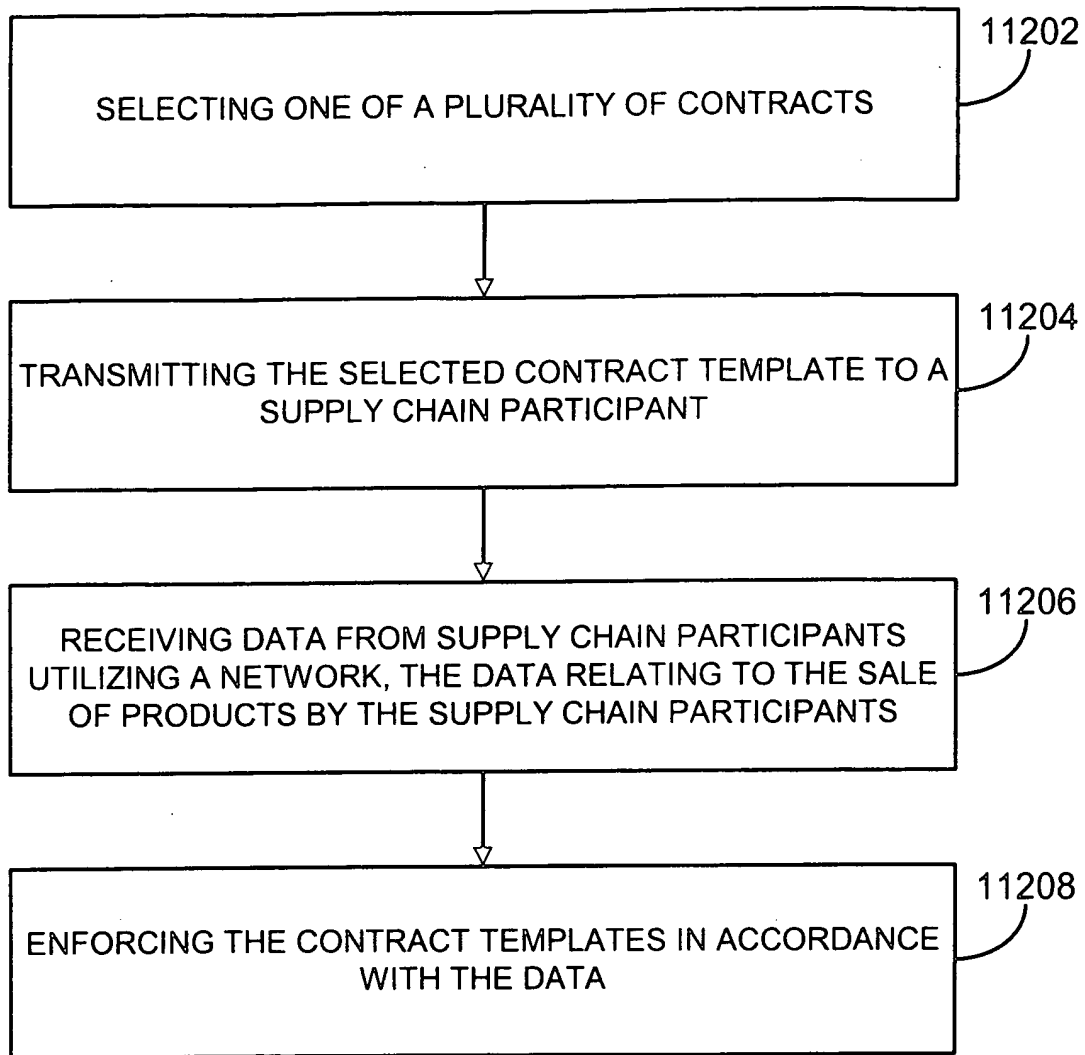 11202
SELECTING ONE OF A PLURALITY OF CONTRACTS
11204
TRANSMITTING THE SELECTED CONTRACT TEMPLATE TO A
SUPPLY CHAIN PARTICIPANT
11206
RECEIVING DATA FROM SUPPLY CHAIN PARTICIPANTS
UTILIZING A NETWORK, THE DATA RELATING TO THE SALE
OF PRODUCTS BY THE SUPPLY CHAIN PARTICIPANTS
11208
ENFORCING THE CONTRACT TEMPLATES IN ACCORDANCE
WITH THE DATA